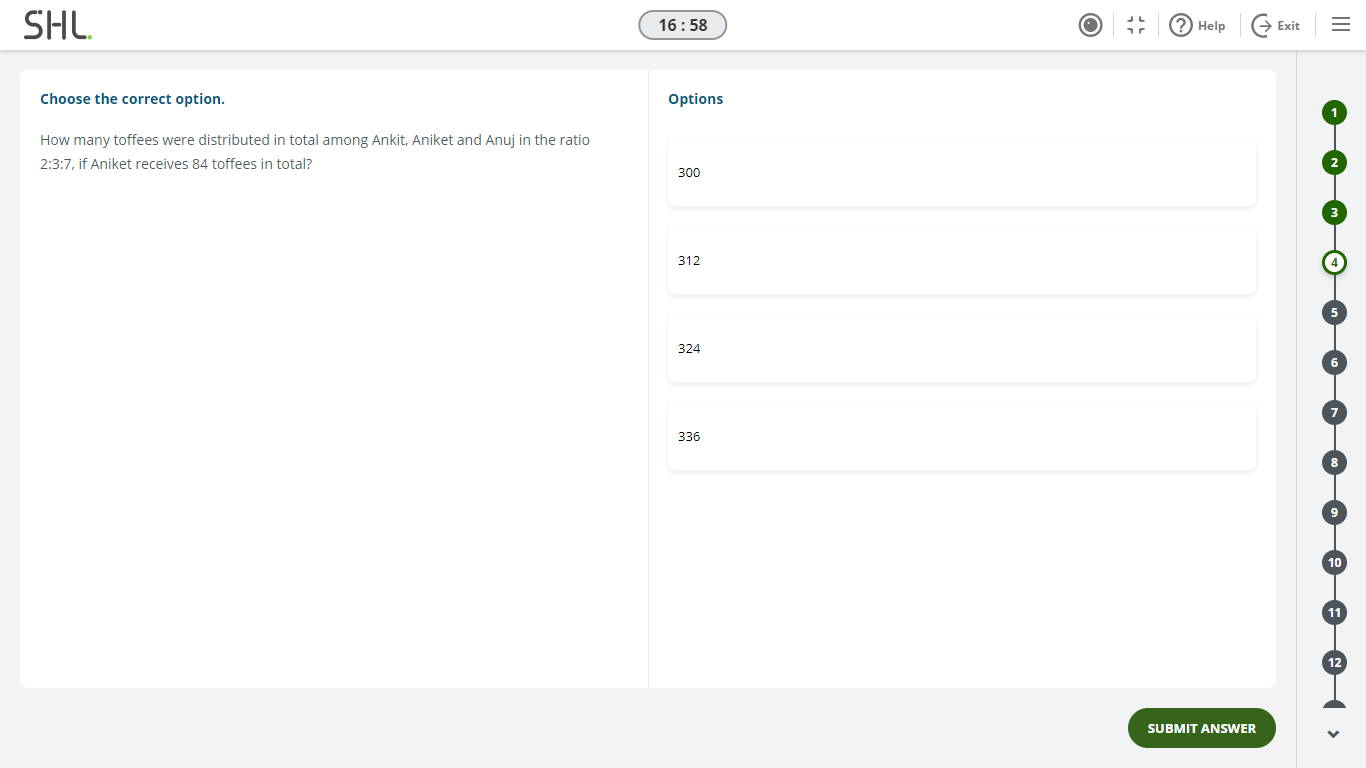 SHL.
16 : 58
Help
Exit
Choose the correct option.
How many toffees were distributed in total among Ankit, Aniket and Anuj in the ratio
2:3:7, if Aniket receives 84 toffees in total?
Options
300
312
324
336
1
2
3
4
5
6
7
8
9
10
11
12
SUBMIT ANSWER